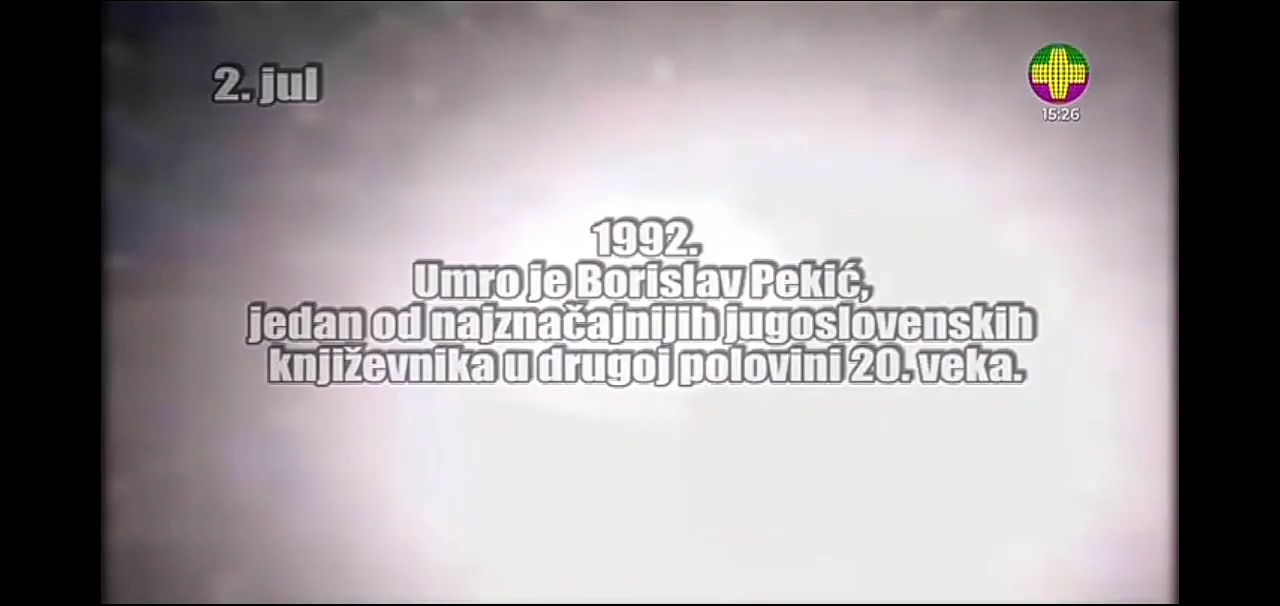 2. jul
15:26
1992.
Umro je Borislav Pekić,
jedan od najznačajnijih jugoslovenskih
književnika u drugoj polovini 20. veka.